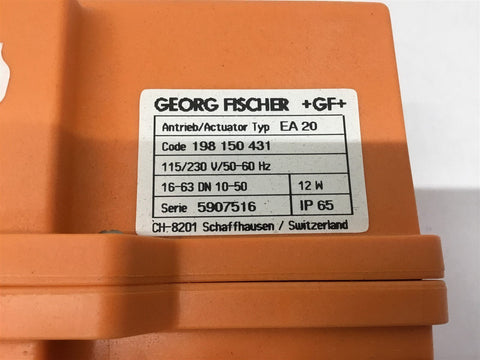 GEORG FISCHER +GF+
Antrieb/Actuator Typ EA 20
Code 198 150 431
115/230 V/50-60 Hz
16-63 DN 10-50 12 W
Serie 5907516 IP 65
CH-8201 Schaffhausen / Switzerland